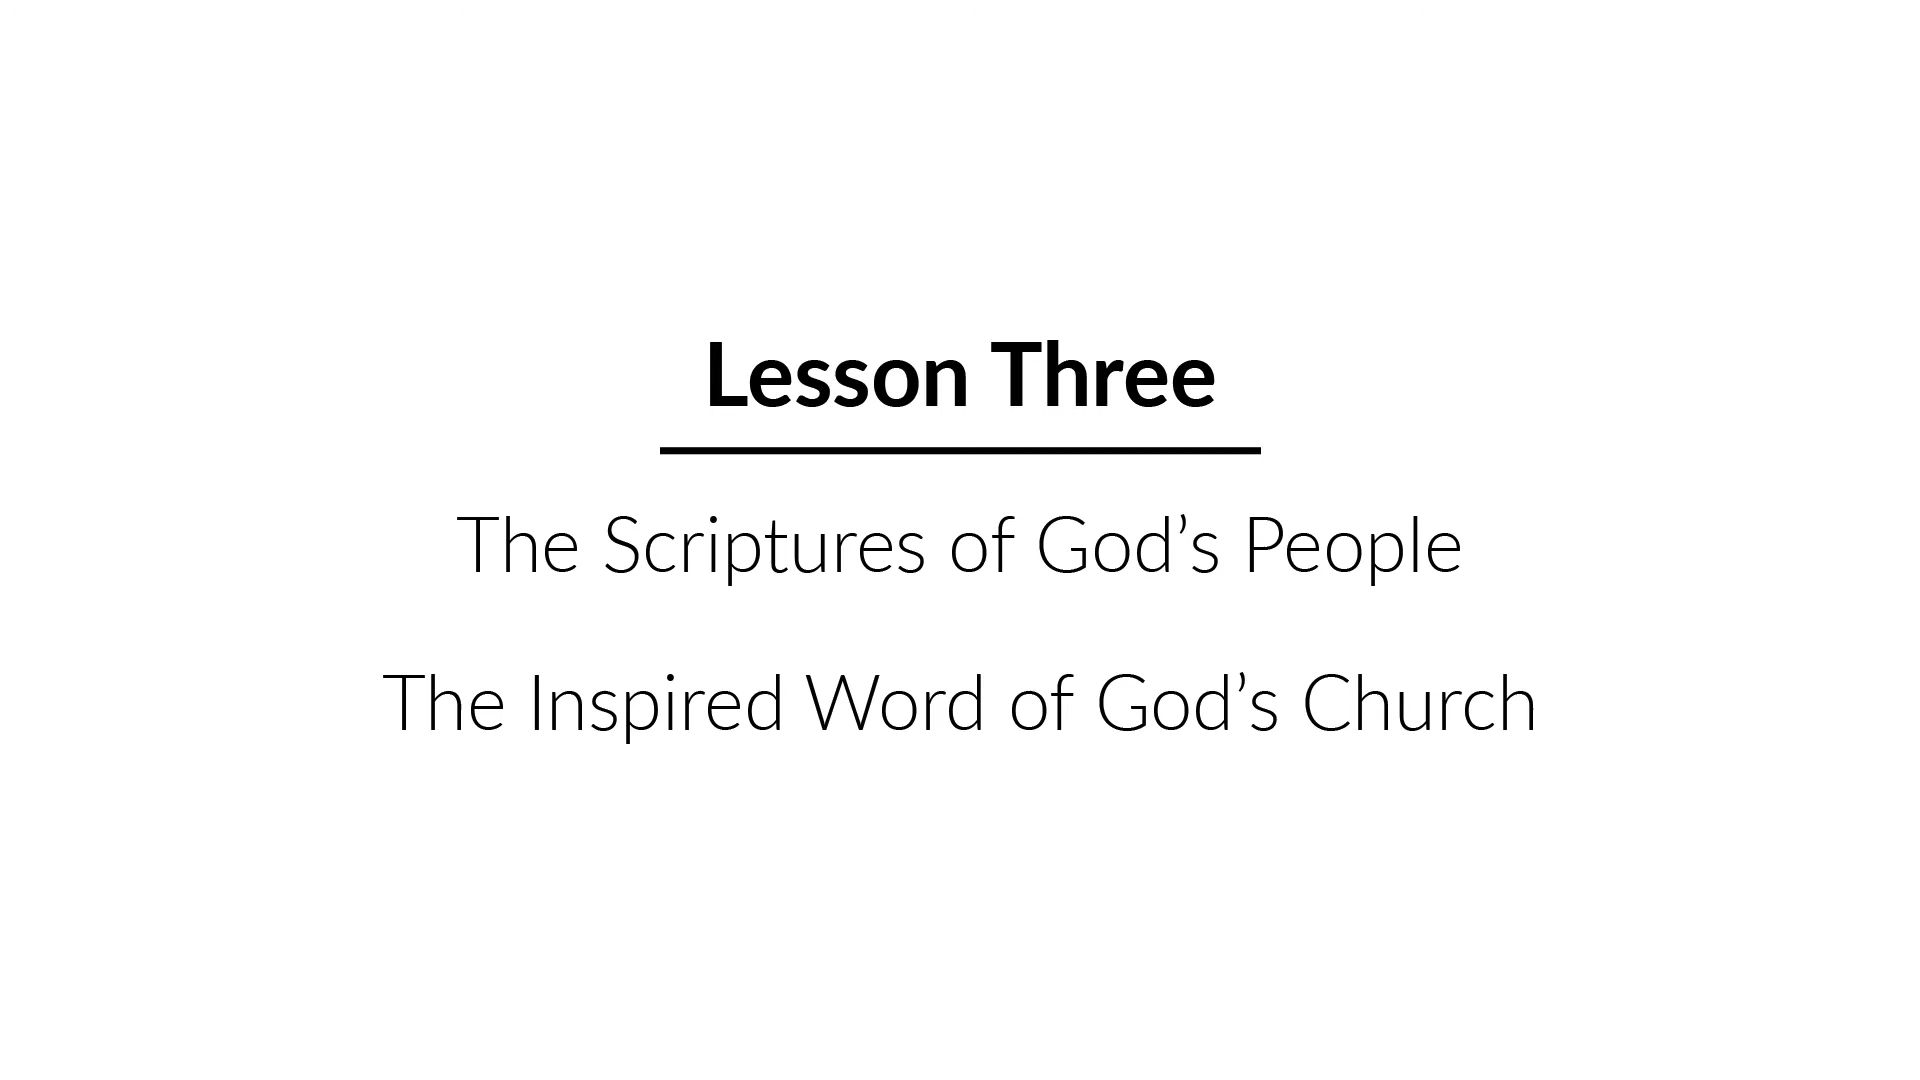 Lesson Three
The Scriptures of God’s People
The Inspired Word of God’s Church